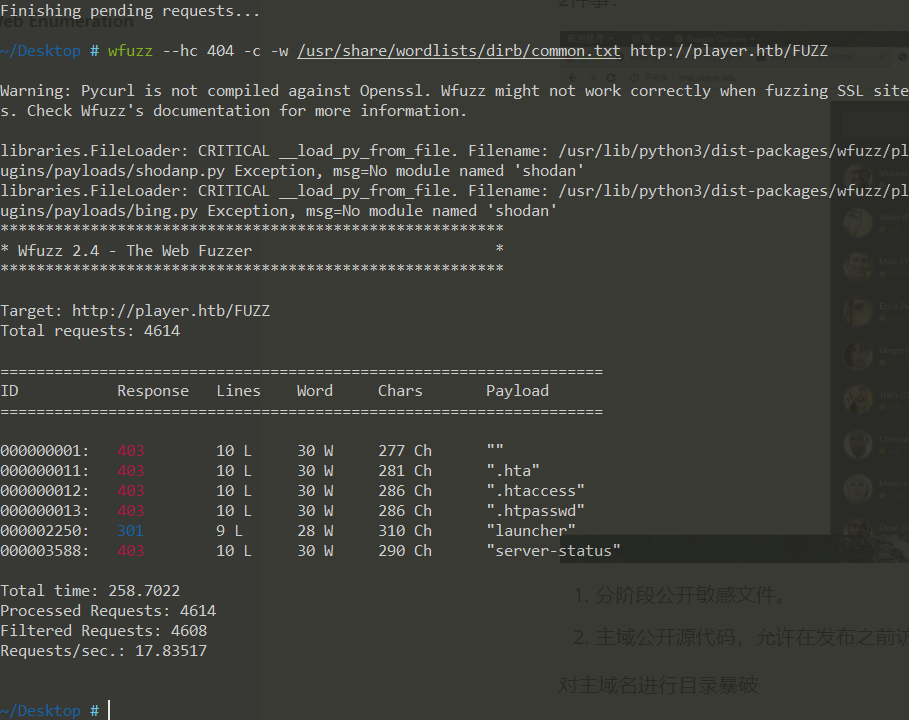 Finishing pending requests...
eb Enumeration
~/Desktop # wfuzz --hc 404 -c -w /usr/share/wordlists/dirb/common.txt http://player.htb/FUZZ
Warning: Pycurl is not compiled against Openssl. Wfuzz might not work correctly when fuzzing SSL site
s. Check Wfuzz's documentation for more information.
libraries.FileLoader: CRITICAL __load_py_from_file. Filename: /usr/lib/python3/dist-packages/wfuzz/pl
ugins/payloads/shodanp.py Exception, msg=No module named 'shodan'
libraries.FileLoader: CRITICAL __load_py_from_file. Filename: /usr/lib/python3/dist-packages/wfuzz/pl
ugins/payloads/bing.py Exception, msg=No module named 'shodan'
********************************************************
* Wfuzz 2.4 - The Web Fuzzer                           *
********************************************************
Target: http://player.htb/FUZZ
Total requests: 4614
===================================================================
ID           Response   Lines    Word     Chars       Payload
===================================================================
000000001:   403        10 L     30 W     277 Ch      ""
000000011:   403        10 L     30 W     281 Ch      ".hta"
000000012:   403        10 L     30 W     286 Ch      ".htaccess"
000000013:   403        10 L     30 W     286 Ch      ".htpasswd"
000002250:   301        9 L      28 W     310 Ch      "launcher"
000003588:   403        10 L     30 W     290 Ch      "server-status"
Total time: 258.7022
Processed Requests: 4614
Filtered Requests: 4608
Requests/sec.: 17.83517
~/Desktop #
1. 分阶段公开敏感文件。
2. 主域公开源代码，允许在发布之前访
对主域名进行目录暴破